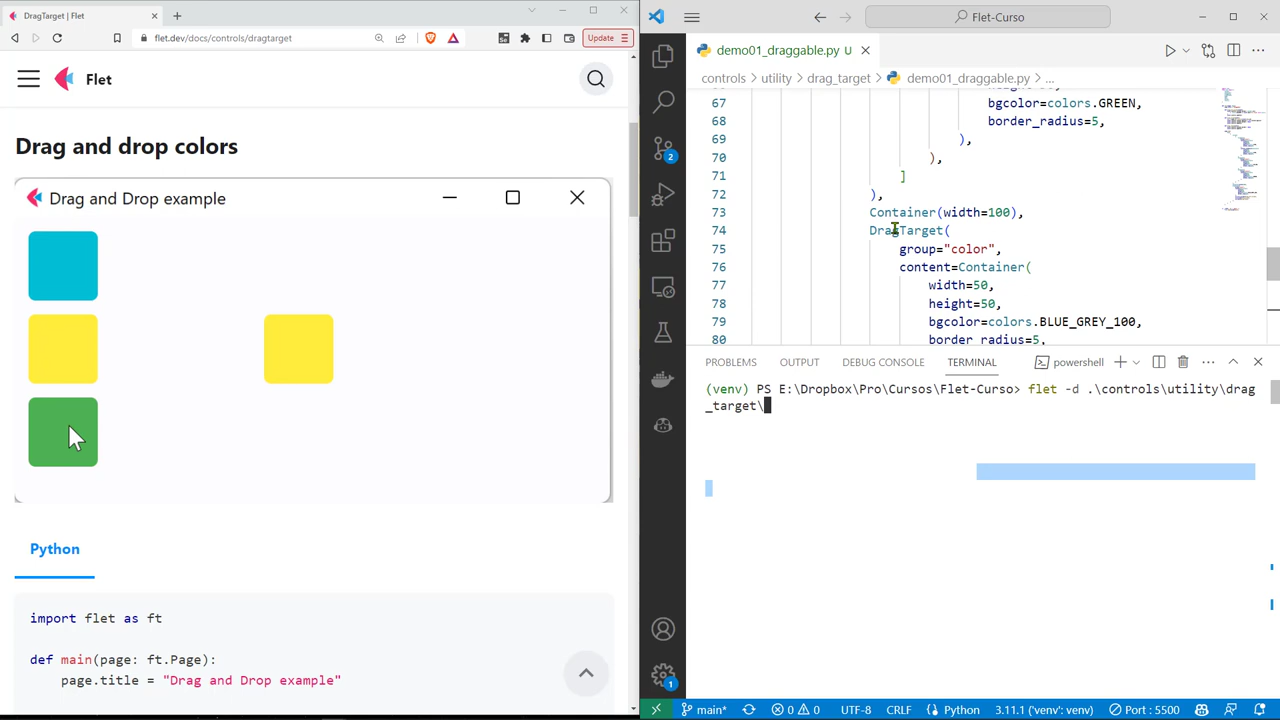 DragTarget | Flet
flet.dev/docs/controls/dragtarget
Update
Flet
Drag and drop colors
Drag and Drop example
Python
import flet as ft
def main(page: ft.Page):
page.title = "Drag and Drop example"
Flet-Curso
demo01_draggable.py U
controls > utility > drag_target > demo01_draggable.py > ...
67 bgcolor=colors.GREEN,
68 border_radius=5,
69 ),
70 ),
71 ]
72 ),
73 Container(width=100),
74 DragTarget(
75 group="color",
76 content=Container(
77 width=50,
78 height=50,
79 bgcolor=colors.BLUE_GREY_100,
80 border_radius=5,
PROBLEMS OUTPUT DEBUG CONSOLE TERMINAL powershell
(venv) PS E:\Dropbox\Pro\Cursos\Flet-Curso> flet -d .\controls\utility\drag
_target\
2
1
main* 0 0 UTF-8 CRLF Python 3.11.1 ('venv': venv) Port : 5500